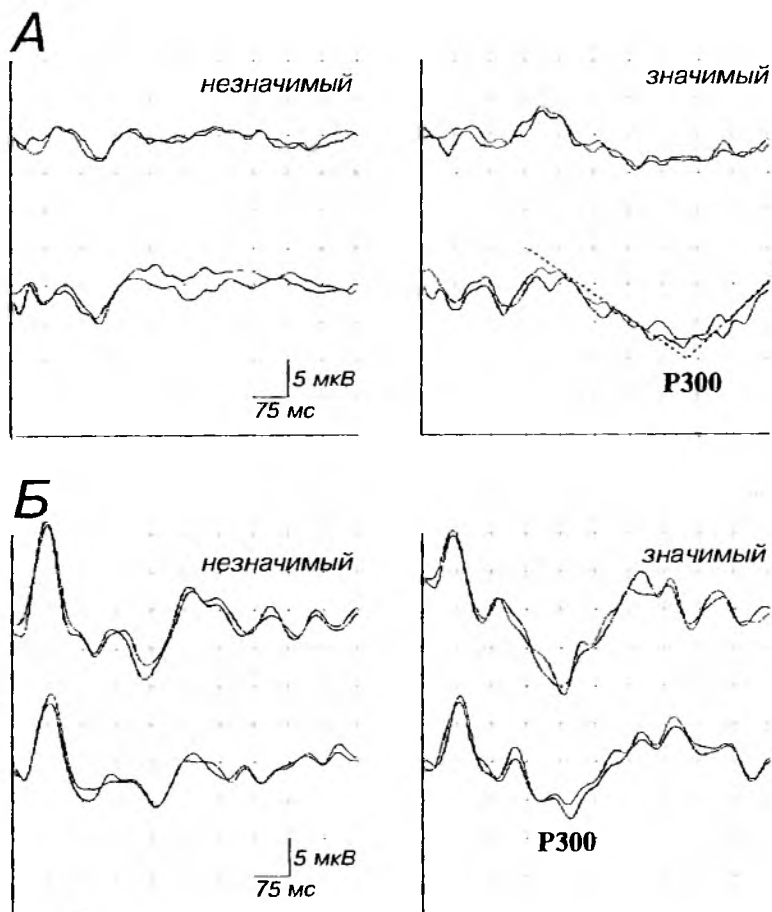 А
незначимый
значимый
5 мкВ
75 мс
P300
Б
незначимый
значимый
5 мкВ
75 мс
P300